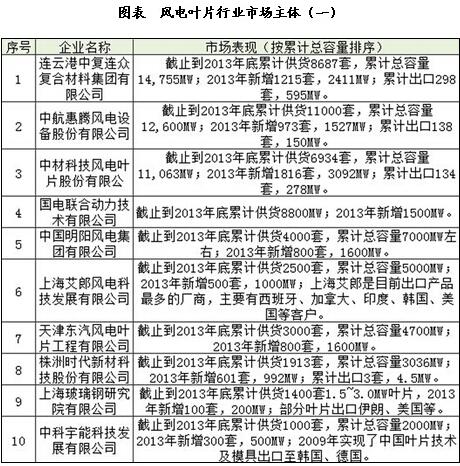 图表　风电叶片行业市场主体（一）
序号 企业名称 市场表现（按累计总容量排序）
1 连云港中复连众复合材料集团有限公司 截止到2013年底累计供货8687套，累计总容量14,755MW；2013年新增1215套，2411MW；累计出口298套，595MW。
2 中航惠腾风电设备股份有限公司 截止到2013年底累计供货11000套，累计总容量12,600MW；2013年新增973套，1527MW；累计出口138套，150MW。
3 中材科技风电叶片股份有限公 截止到2013年底累计供货6934套，累计总容量11,063MW；2013年新增1816套，3092MW；累计出口134套，278MW。
4 国电联合动力技术有限公司 截止到2013年底累计供货8800MW；2013年新增1500MW。
5 中国明阳风电集团有限公司 截止到2013年底累计供货4000套，累计总容量7000MW左右；2013年新增800套，1600MW。
6 上海艾郎风电科技发展有限公司 截止到2013年底累计供货2500套，累计总容量5000MW；2013年新增500套，1000MW；上海艾郎是目前出口产品最多的厂商，主要有西班牙、加拿大、印度、韩国、美国等客户。
7 天津东汽风电叶片工程有限公司 截止到2013年底累计供货3000套，累计总容量4700MW；2013年新增800套，1600MW。
8 株洲时代新材料科技股份有限公司 截止到2013年底累计供货1913套，累计总容量3036MW；2013年新增601套，992MW；累计出口3套，4.5MW。
9 上海玻璃钢研究院有限公司 截止到2013年底累计供货1400套1.5~3.0MW叶片，2013年新增100套，200MW；部分叶片出口伊朗、美国等。
10 中科宇能科技发展有限公司 截止到2013年底累计供货1000套，累计总容量2000MW；2013年新增300套，500MW；2009年实现了中国叶片技术及模具出口至韩国、德国。